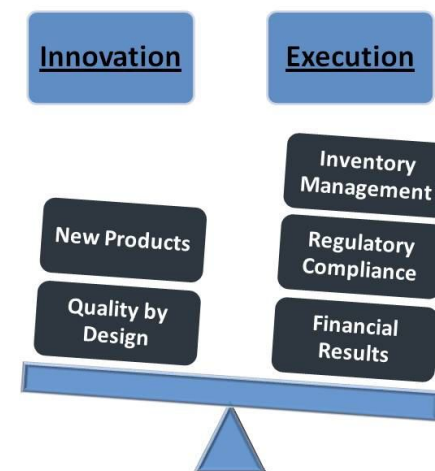 Innovation
Execution
Inventory
Management
New Products
Regulatory
Compliance
Quality by
Design
Financial
Results